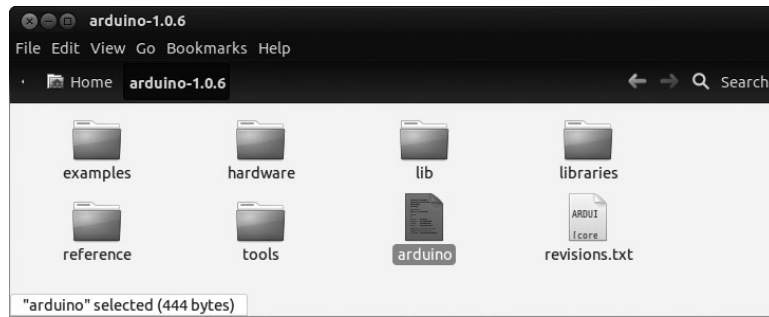 arduino-1.0.6
File Edit View Go Bookmarks Help
Home arduino-1.0.6 Search
examples hardware lib libraries
ARDUI
[core
reference tools arduino revisions.txt
"arduino" selected (444 bytes)